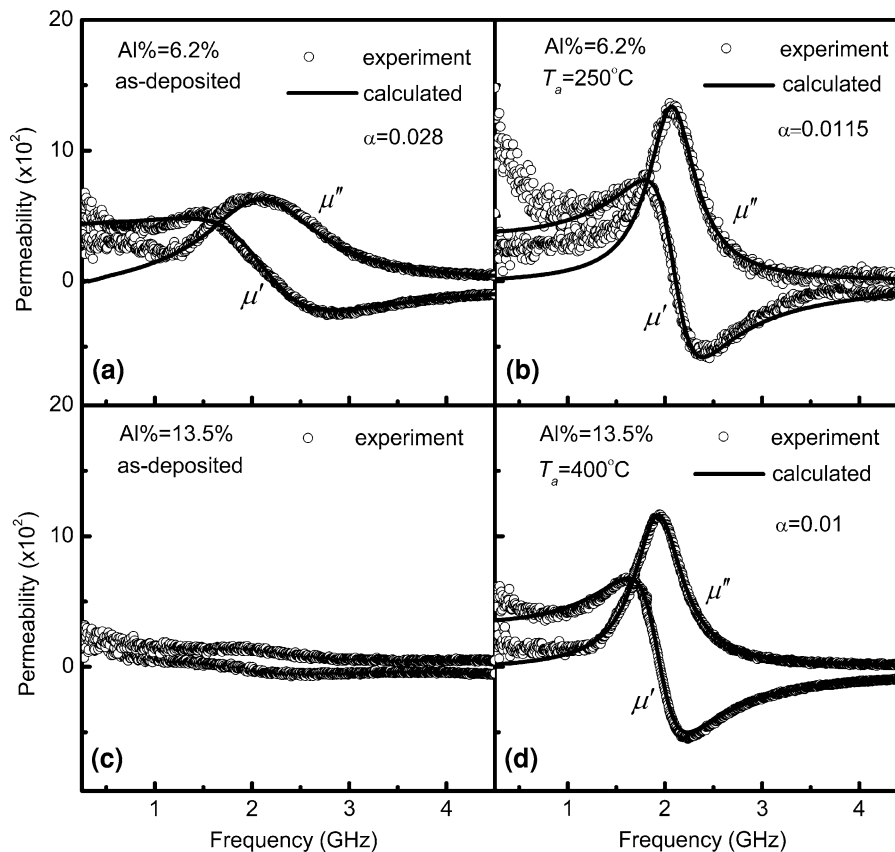 20
10
0
20
10
0
Permeability (x10²)
Permeability (x10²)
Al%=6.2%
as-deposited
experiment
calculated
α=0.028
μ″
μ′
(a)
Al%=6.2%
Tₐ=250°C
experiment
calculated
α=0.0115
μ″
μ′
(b)
Al%=13.5%
as-deposited
experiment
(c)
Al%=13.5%
Tₐ=400°C
experiment
calculated
α=0.01
μ″
μ′
(d)
1 2 3 4
1 2 3 4
Frequency (GHz)
Frequency (GHz)